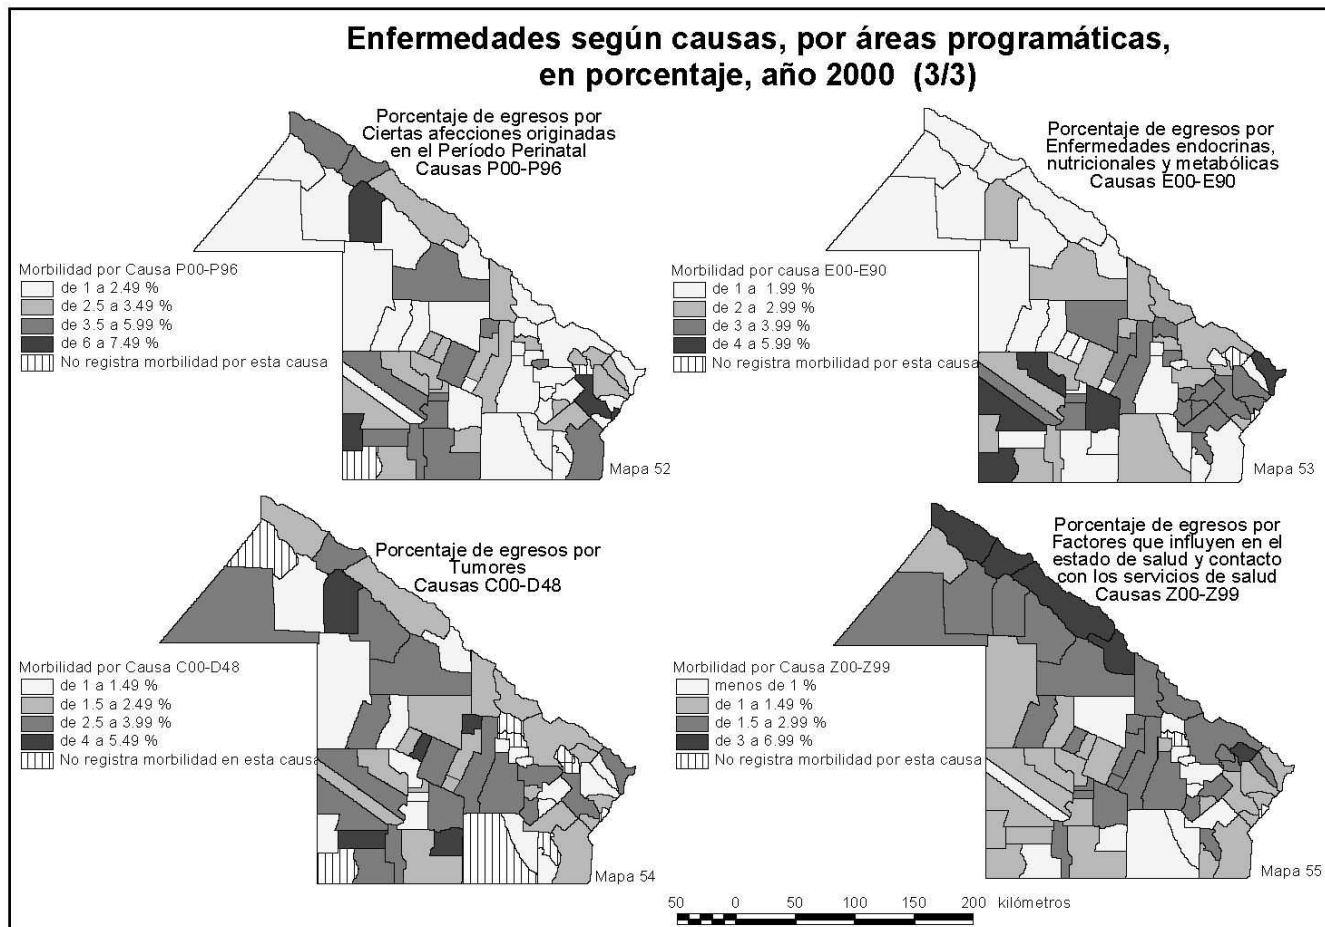 Enfermedades según causas, por áreas programáticas,
en porcentaje, año 2000 (3/3)
Porcentaje de egresos por
Ciertas afecciones originadas
en el Período Perinatal
Causas P00-P96
Morbilidad por Causa P00-P96
de 1 a 2.49 %
de 2.5 a 3.49 %
de 3.5 a 5.99 %
de 6 a 7.49 %
No registra morbilidad por esta causa
Mapa 52
Porcentaje de egresos por
Enfermedades endocrinas,
nutricionales y metabólicas
Causas E00-E90
Morbilidad por causa E00-E90
de 1 a 1.99 %
de 2 a 2.99 %
de 3 a 3.99 %
de 4 a 5.99 %
No registra morbilidad por esta causa
Mapa 53
Porcentaje de egresos por
Tumores
Causas C00-D48
Morbilidad por Causa C00-D48
de 1 a 1.49 %
de 1.5 a 2.49 %
de 2.5 a 3.99 %
de 4 a 5.49 %
No registra morbilidad en esta causa
Mapa 54
Porcentaje de egresos por
Factores que influyen en el
estado de salud y contacto
con los servicios de salud
Causas Z00-Z99
Morbilidad por Causa Z00-Z99
menos de 1 %
de 1 a 1.49 %
de 1.5 a 2.99 %
de 3 a 6.99 %
No registra morbilidad por esta causa
Mapa 55
50 0 50 100 150 200 kilómetros